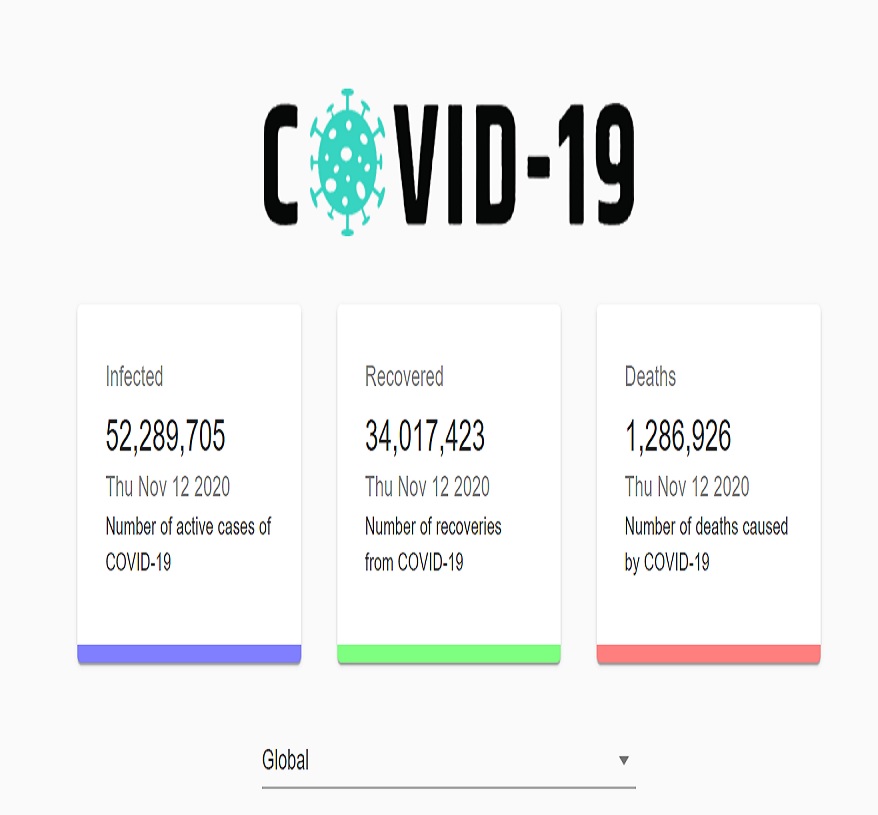 COVID-19
Infected
52,289,705
Thu Nov 12 2020
Number of active cases of
COVID-19
Recovered
34,017,423
Thu Nov 12 2020
Number of recoveries
from COVID-19
Deaths
1,286,926
Thu Nov 12 2020
Number of deaths caused
by COVID-19
Global